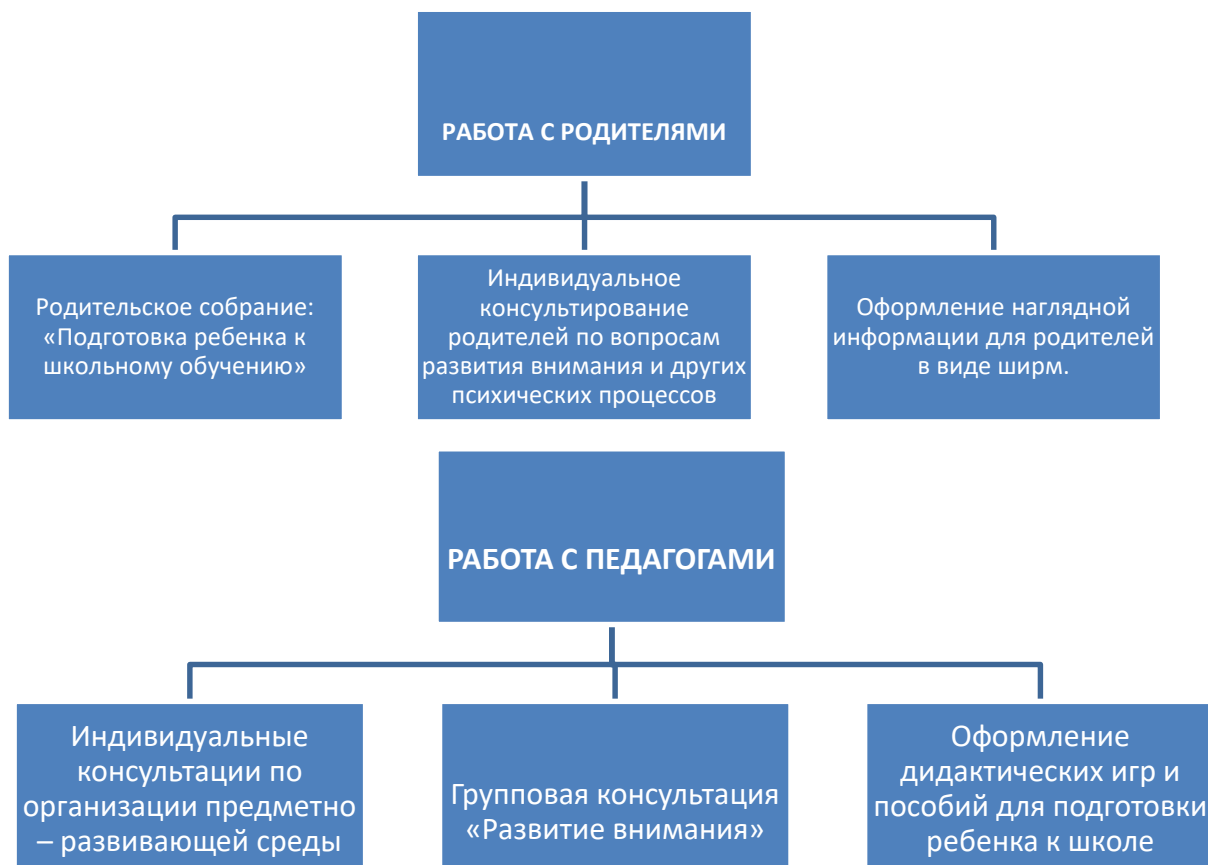 РАБОТА С РОДИТЕЛЯМИ
Родительское собрание:
«Подготовка ребенка к
школьному обучению»
Индивидуальное
консультирование
родителей по вопросам
развития внимания и других
психических процессов
Оформление наглядной
информации для родителей
в виде ширм.
РАБОТА С ПЕДАГОГАМИ
Индивидуальные
консультации по
организации предметно
– развивающей среды
Групповая консультация
«Развитие внимания»
Оформление
дидактических игр и
пособий для подготовки
ребенка к школе